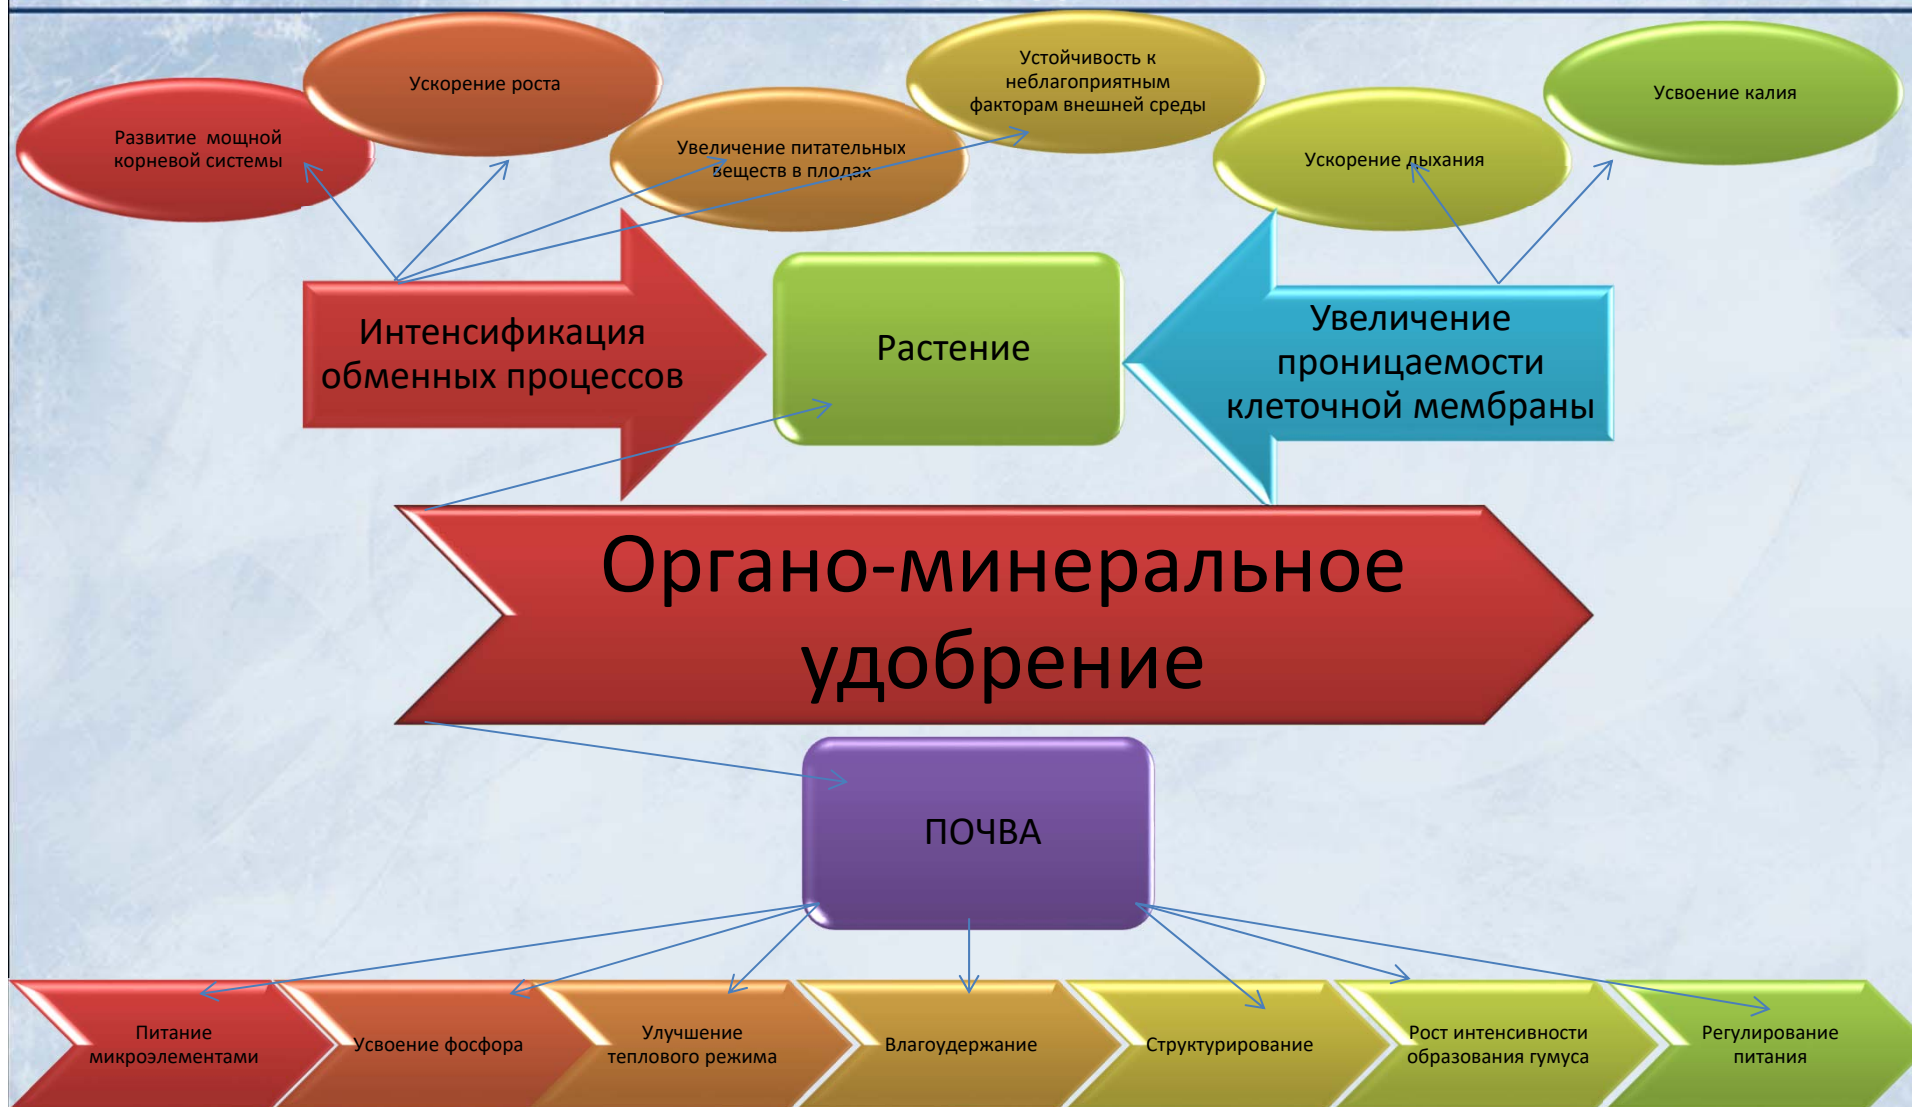 Развитие мощной
корневой системы
Ускорение роста
Увеличение питательных
веществ в плодах
Устойчивость к
неблагоприятным
факторам внешней среды
Ускорение дыхания
Усвоение калия
Интенсификация
обменных процессов
Растение
Увеличение
проницаемости
клеточной мембраны
Органо-минеральное
удобрение
ПОЧВА
Питание
микроэлементами
Усвоение фосфора
Улучшение
теплового режима
Влагоудержание
Структурирование
Рост интенсивности
образования гумуса
Регулирование
питания